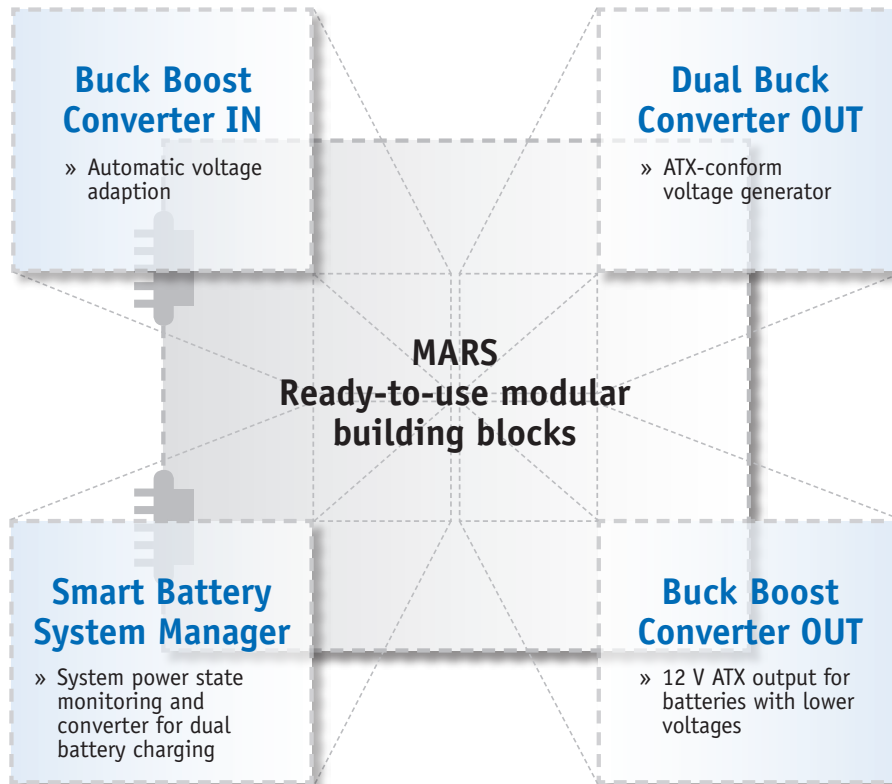 Buck Boost
Converter IN
» Automatic voltage
adaption
Dual Buck
Converter OUT
» ATX-conform
voltage generator
MARS
Ready-to-use modular
building blocks
Smart Battery
System Manager
» System power state
monitoring and
converter for dual
battery charging
Buck Boost
Converter OUT
» 12 V ATX output for
batteries with lower
voltages